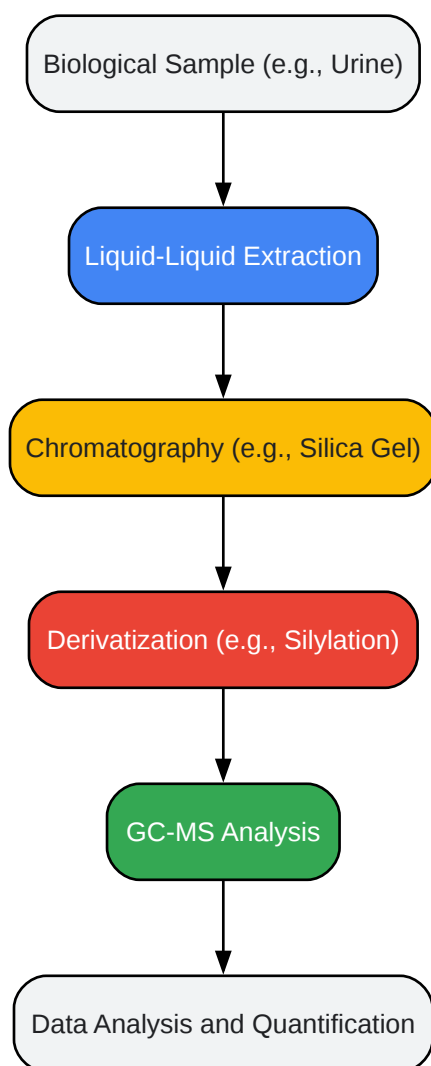 Biological Sample (e.g., Urine)
Liquid-Liquid Extraction
Chromatography (e.g., Silica Gel)
Derivatization (e.g., Silylation)
GC-MS Analysis
Data Analysis and Quantification